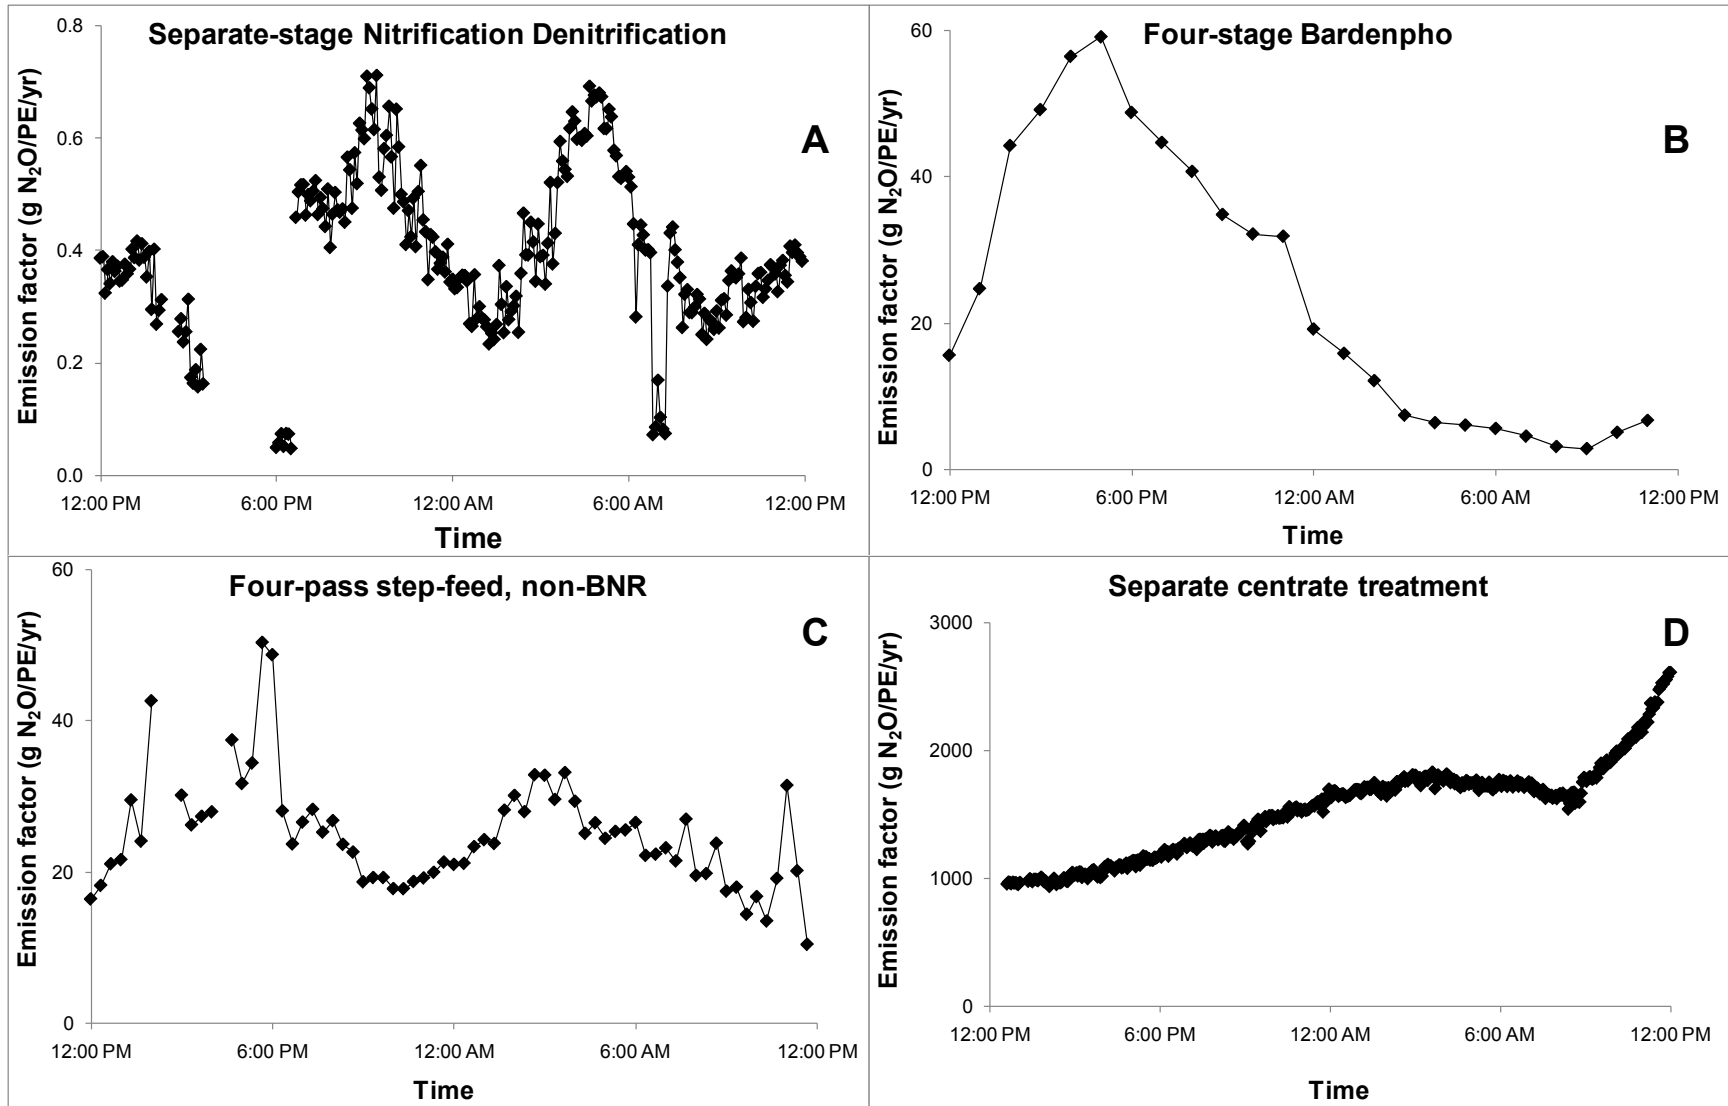 Separate-stage Nitrification Denitrification
A
Emission factor (g N₂O/PE/yr)
0.8
0.6
0.4
0.2
0.0
12:00 PM 6:00 PM 12:00 AM 6:00 AM 12:00 PM
Time
Four-stage Bardenpho
B
Emission factor (g N₂O/PE/yr)
60
40
20
0
12:00 PM 6:00 PM 12:00 AM 6:00 AM 12:00 PM
Time
Four-pass step-feed, non-BNR
C
Emission factor (g N₂O/PE/yr)
60
40
20
0
12:00 PM 6:00 PM 12:00 AM 6:00 AM 12:00 PM
Time
Separate centrate treatment
D
Emission factor (g N₂O/PE/yr)
3000
2000
1000
0
12:00 PM 6:00 PM 12:00 AM 6:00 AM 12:00 PM
Time